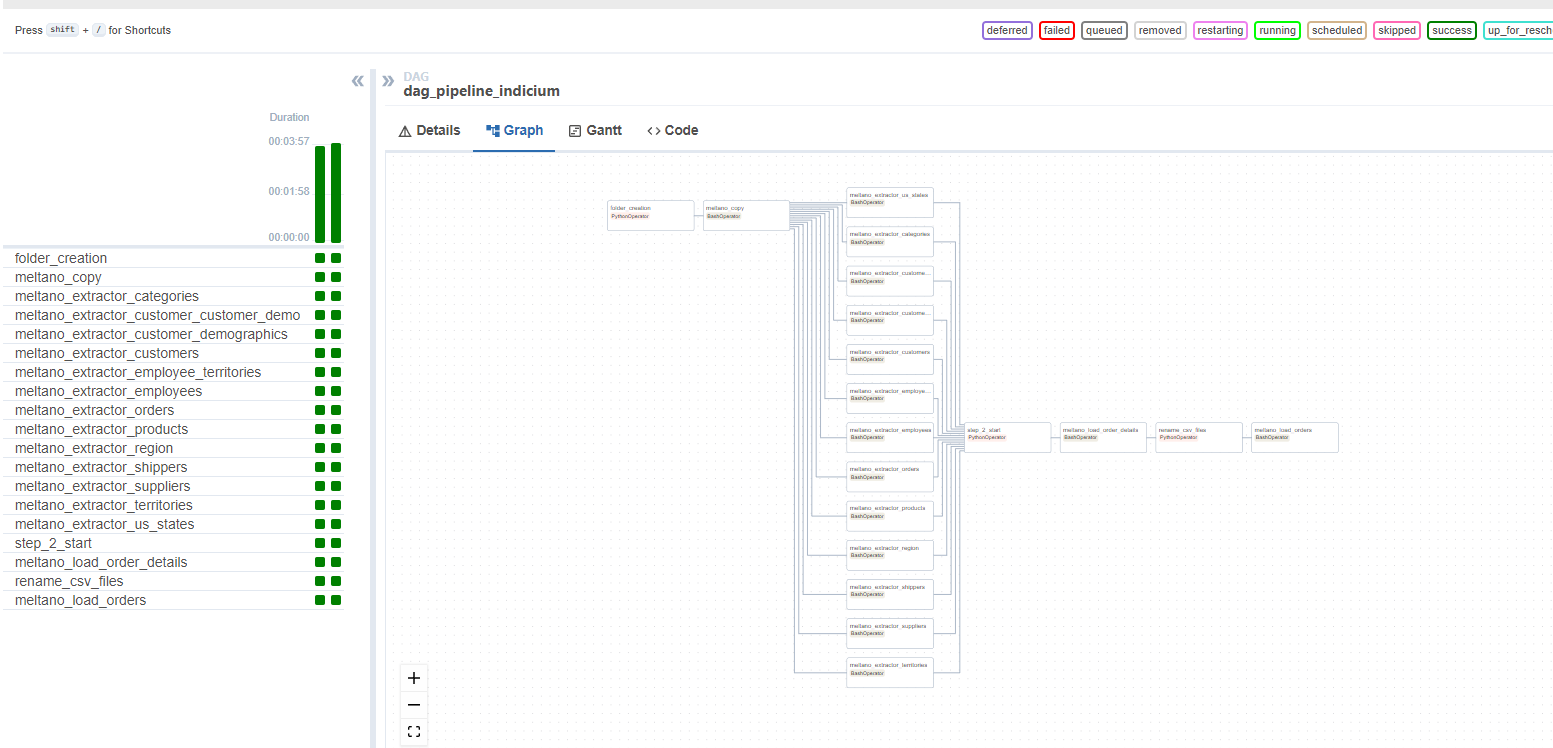 Press shift + / for Shortcuts
deferred failed queued removed restarting running scheduled skipped success up_for_resch
DAG
dag_pipeline_indicium
Details Graph Gantt Code
Duration
00:03:57
00:01:58
00:00:00
folder_creation
meltano_copy
meltano_extractor_categories
meltano_extractor_customer_customer_demo
meltano_extractor_customer_demographics
meltano_extractor_customers
meltano_extractor_employee_territories
meltano_extractor_employees
meltano_extractor_orders
meltano_extractor_products
meltano_extractor_region
meltano_extractor_shippers
meltano_extractor_suppliers
meltano_extractor_territories
meltano_extractor_us_states
step_2_start
meltano_load_order_details
rename_csv_files
meltano_load_orders
folder_creation
PythonOperator
meltano_copy
BashOperator
meltano_extractor_us_states
BashOperator
meltano_extractor_categories
BashOperator
meltano_extractor_custome...
BashOperator
meltano_extractor_custome...
BashOperator
meltano_extractor_customers
BashOperator
meltano_extractor_employe...
BashOperator
meltano_extractor_employees
BashOperator
meltano_extractor_orders
BashOperator
meltano_extractor_products
BashOperator
meltano_extractor_region
BashOperator
meltano_extractor_shippers
BashOperator
meltano_extractor_suppliers
BashOperator
meltano_extractor_territories
BashOperator
step_2_start
PythonOperator
meltano_load_order_details
BashOperator
rename_csv_files
PythonOperator
meltano_load_orders
BashOperator